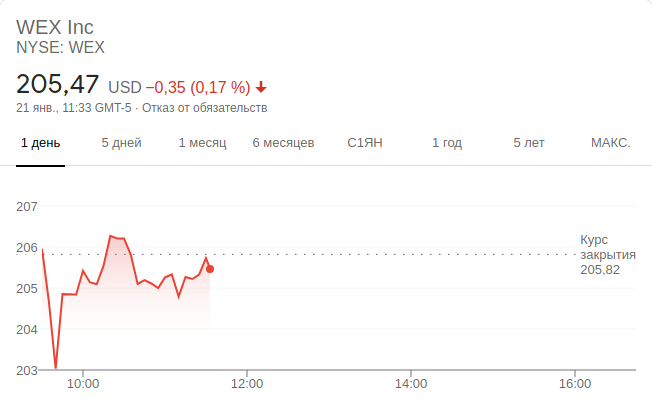 WEX Inc
NYSE: WEX
205,47 USD −0,35 (0,17 %)
21 янв., 11:33 GMT-5 · Отказ от обязательств
1 день 5 дней 1 месяц 6 месяцев С1ЯН 1 год 5 лет МАКС.
207
206
205
204
203
Курс
закрытия
205,82
10:00 12:00 14:00 16:00